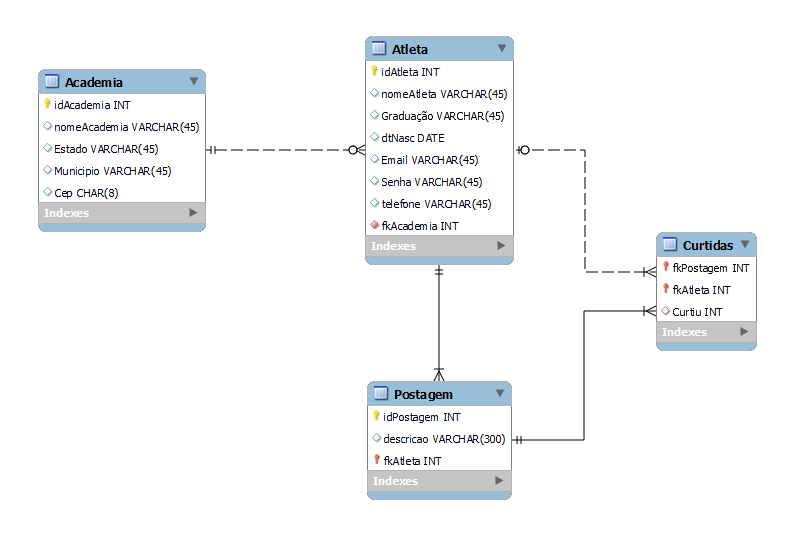 Academia
idAcademia INT
nomeAcademia VARCHAR(45)
Estado VARCHAR(45)
Municipio VARCHAR(45)
Cep CHAR(8)
Indexes
Atleta
idAtleta INT
nomeAtleta VARCHAR(45)
Graduação VARCHAR(45)
dtNasc DATE
Email VARCHAR(45)
Senha VARCHAR(45)
telefone VARCHAR(45)
fkAcademia INT
Indexes
Curtidas
fkPostagem INT
fkAtleta INT
Curtiu INT
Indexes
Postagem
idPostagem INT
descricao VARCHAR(300)
fkAtleta INT
Indexes